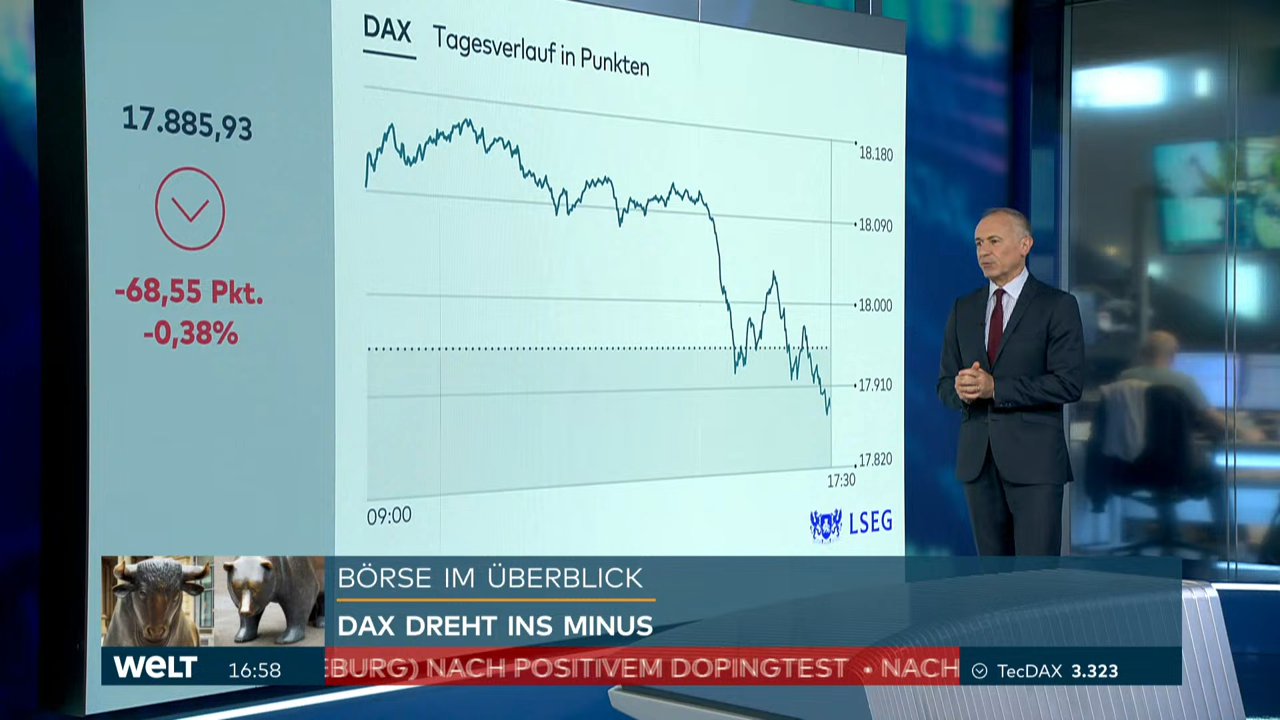 DAX Tagesverlauf in Punkten
17.885,93
-68,55 Pkt.
-0,38%
18.180
18.090
18.000
17.910
17.820
17:30
09:00
LSEG
BÖRSE IM ÜBERBLICK
DAX DREHT INS MINUS
welt 16:58 EBURG) NACH POSITIVEM DOPINGTEST • NACH TecDAX 3.323